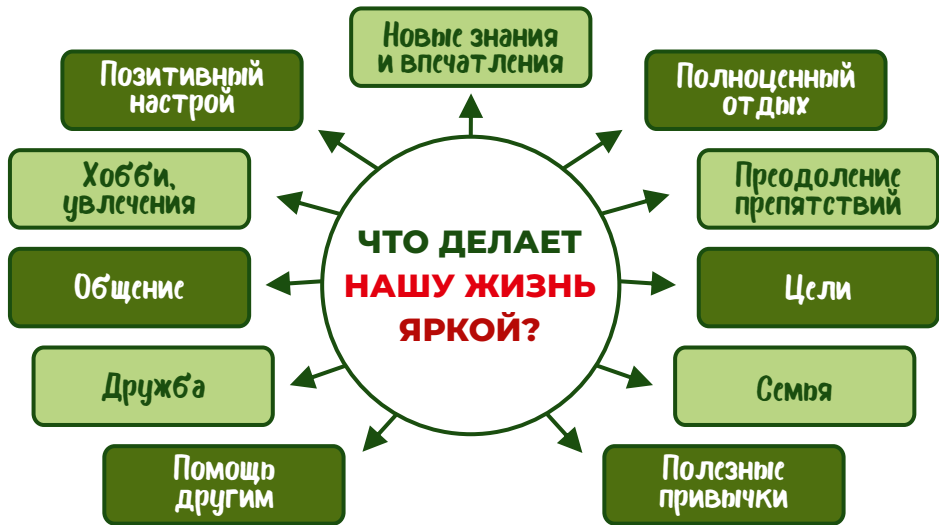 Новые знания
и впечатления
Позитивный
настрой
Полноценный
отдых
Хобби,
увлечения
Преодоление
препятствий
ЧТО ДЕЛАЕТ
НАШУ ЖИЗНЬ
ЯРКОЙ?
Общение
Цели
Дружба
Семья
Помощь
другим
Полезные
привычки